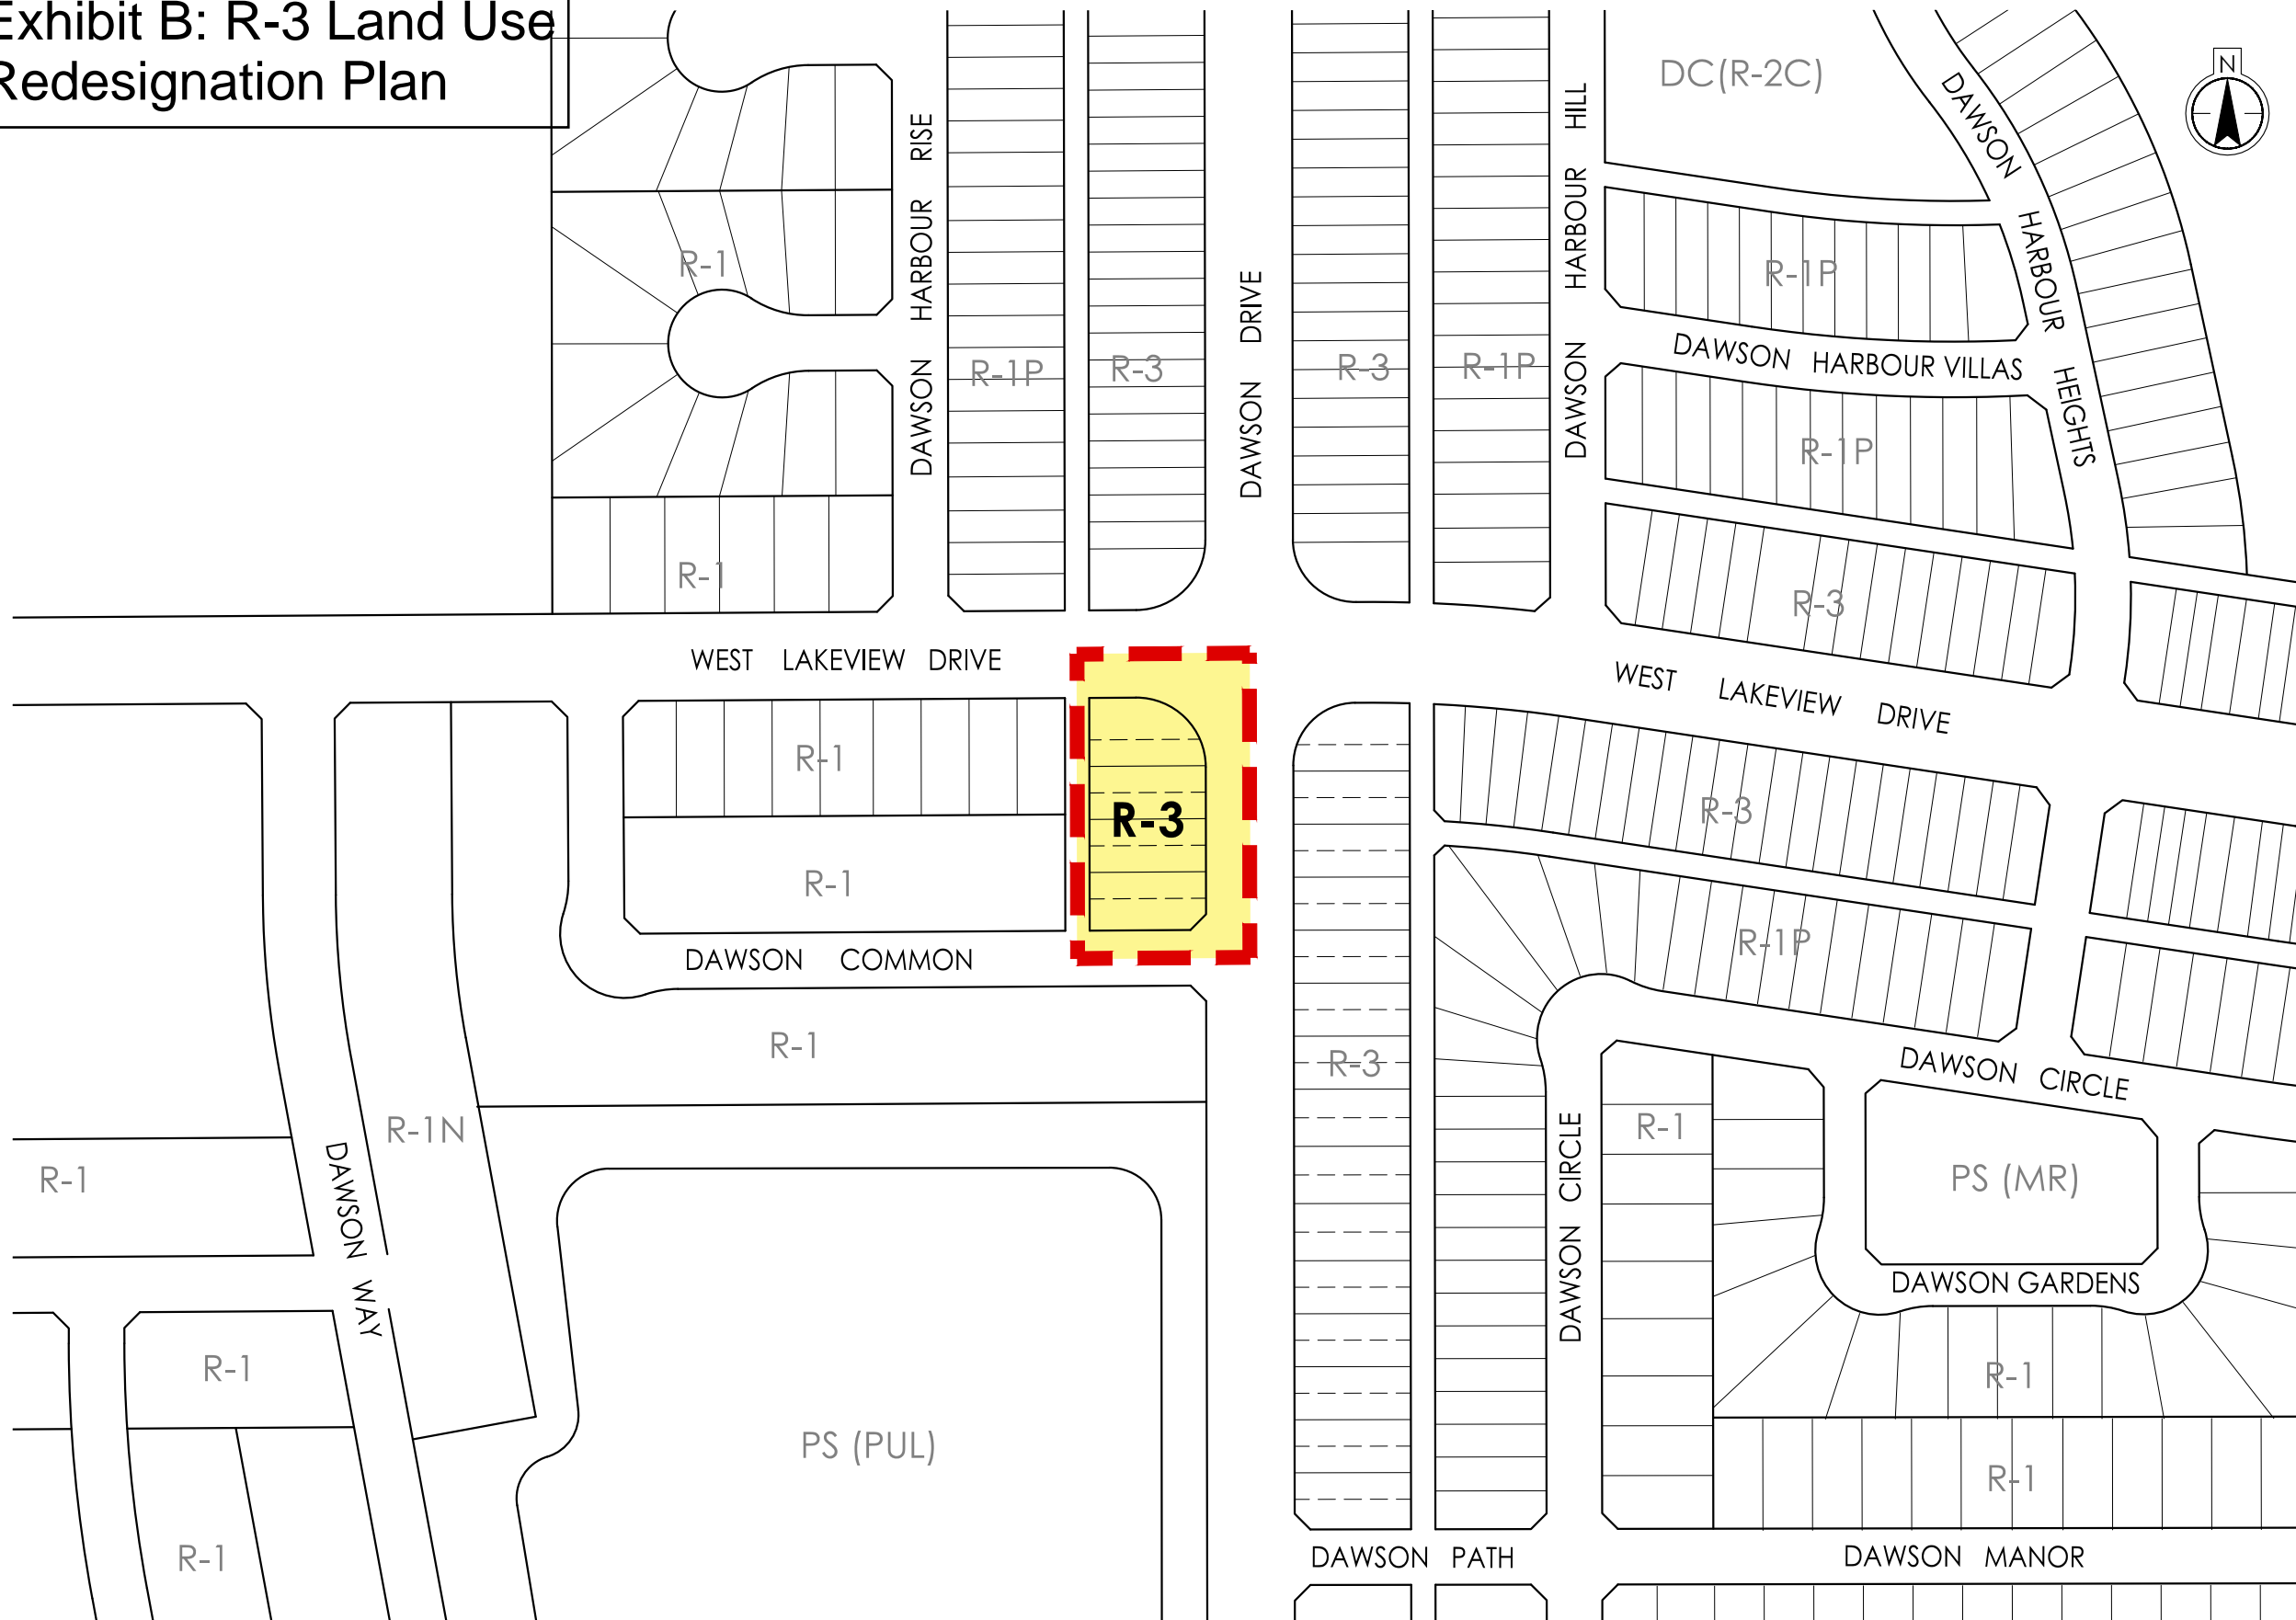 Exhibit B: R-3 Land Use
Redesignation Plan
N
DC(R-2C)
DAWSON HARBOUR HEIGHTS
DAWSON HARBOUR RISE
DAWSON DRIVE
DAWSON HARBOUR HILL
R-1
R-1P
DAWSON HARBOUR VILLAS
R-1P
R-3
R-3
R-1P
R-1P
R-1
R-3
WEST LAKEVIEW DRIVE
WEST LAKEVIEW DRIVE
R-1
R-3
R-3
R-1
R-1P
DAWSON COMMON
R-1
R-3
DAWSON CIRCLE
R-1N
R-1
R-1
PS (MR)
DAWSON WAY
DAWSON CIRCLE
DAWSON GARDENS
R-1
R-1
PS (PUL)
R-1
R-1
DAWSON PATH
DAWSON MANOR